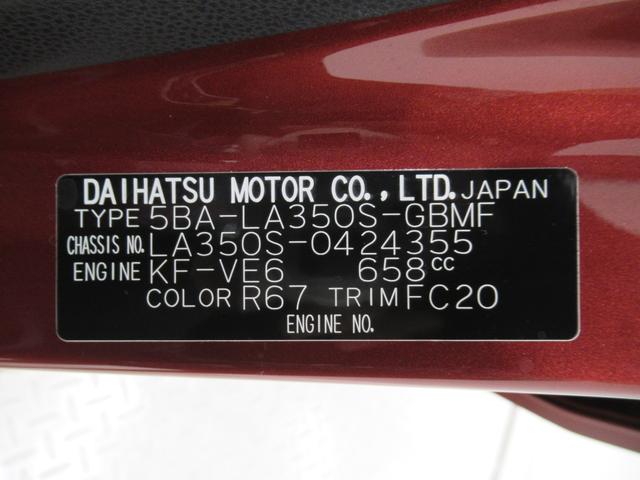 DAIHATSU MOTOR CO., LTD. JAPAN
TYPE 5BA-LA350S-GBMF
CHASSIS NO. LA350S-0424355
ENGINE KF-VE6 658cc
COLOR R67 TRIM FC20
ENGINE NO.